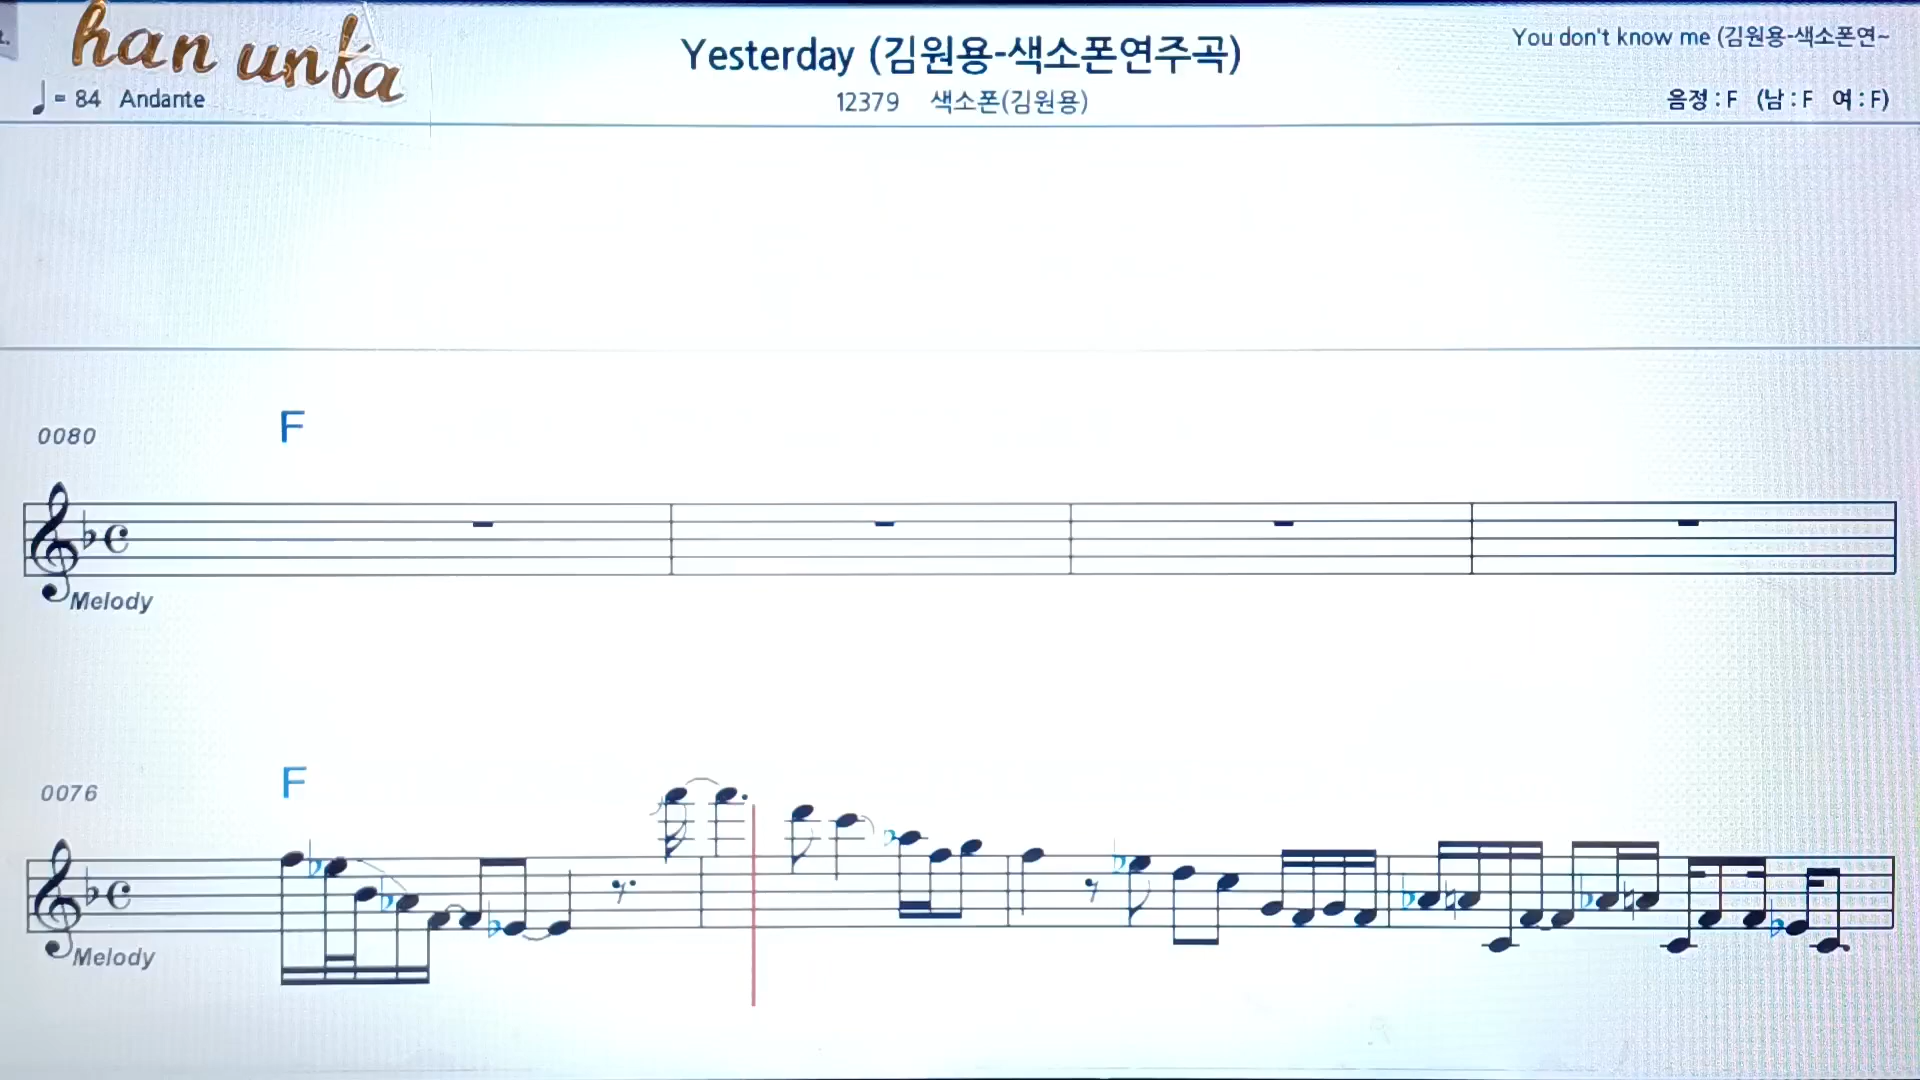 han unfa
Yesterday (김원용-색소폰연주곡)
You don't know me (김원용-색소폰연~
♩= 84 Andante
12379 색소폰(김원용)
음정 : F (남 : F 여 : F)
0080
F
Melody
0076
F
Melody